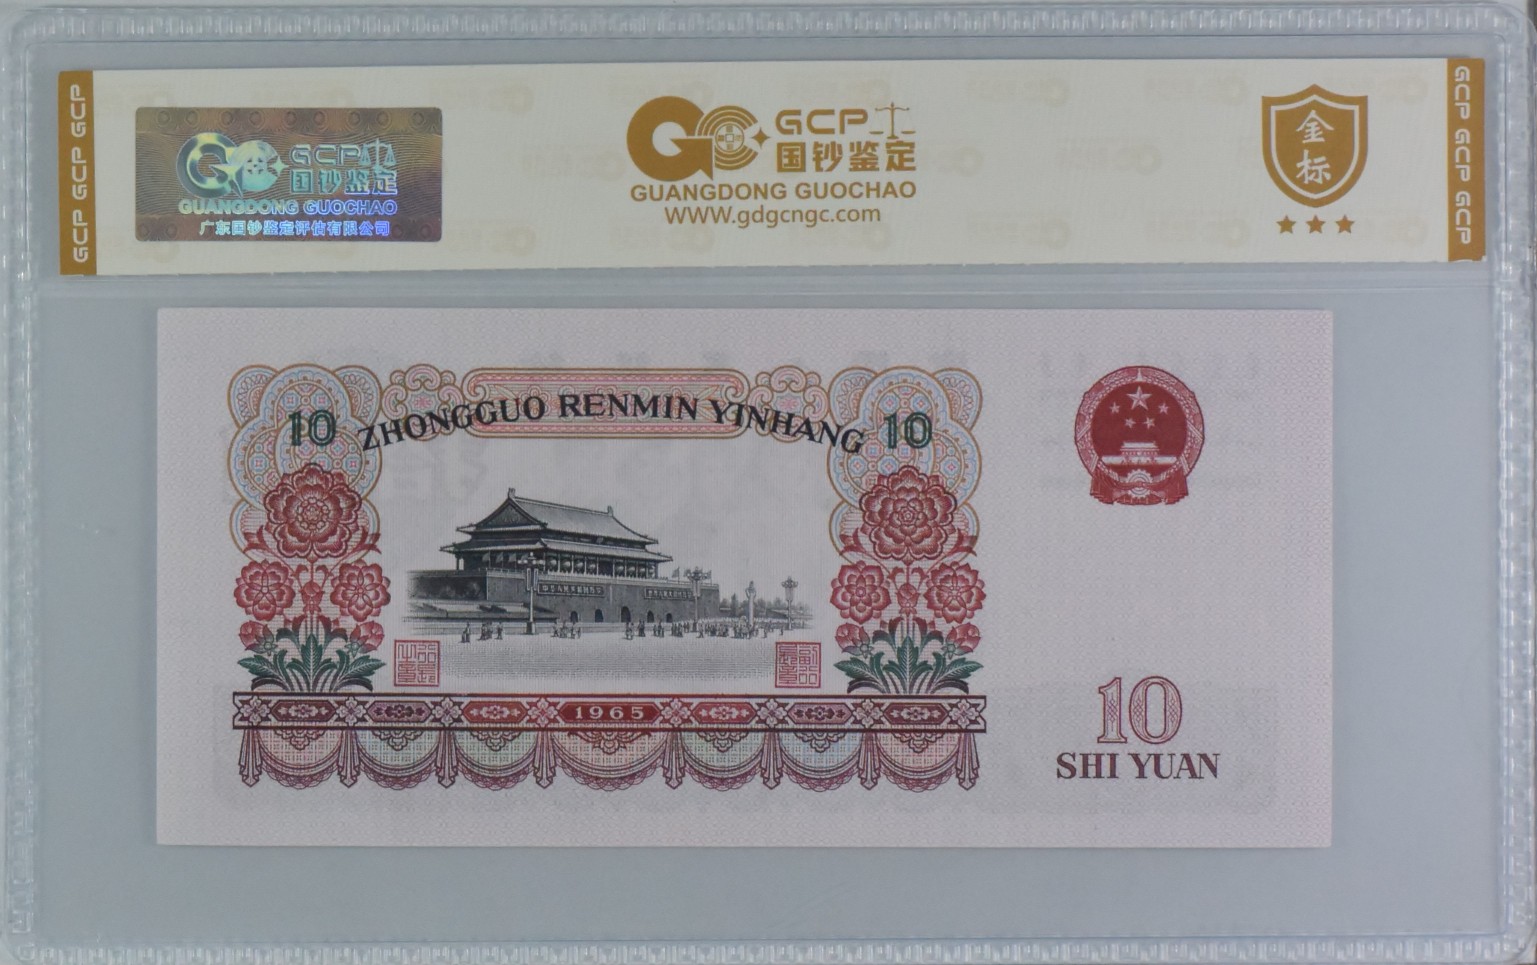 GCP GCP GCP
GCP
国钞鉴定
GUANGDONG GUOCHAO
广东国钞鉴定评估有限公司
GCP
国钞鉴定
GUANGDONG GUOCHAO
WWW.gdgcngc.com
金标
GCP GCP GCP
10
ZHONGGUO RENMIN YINHANG
10
1965
10
SHI YUAN